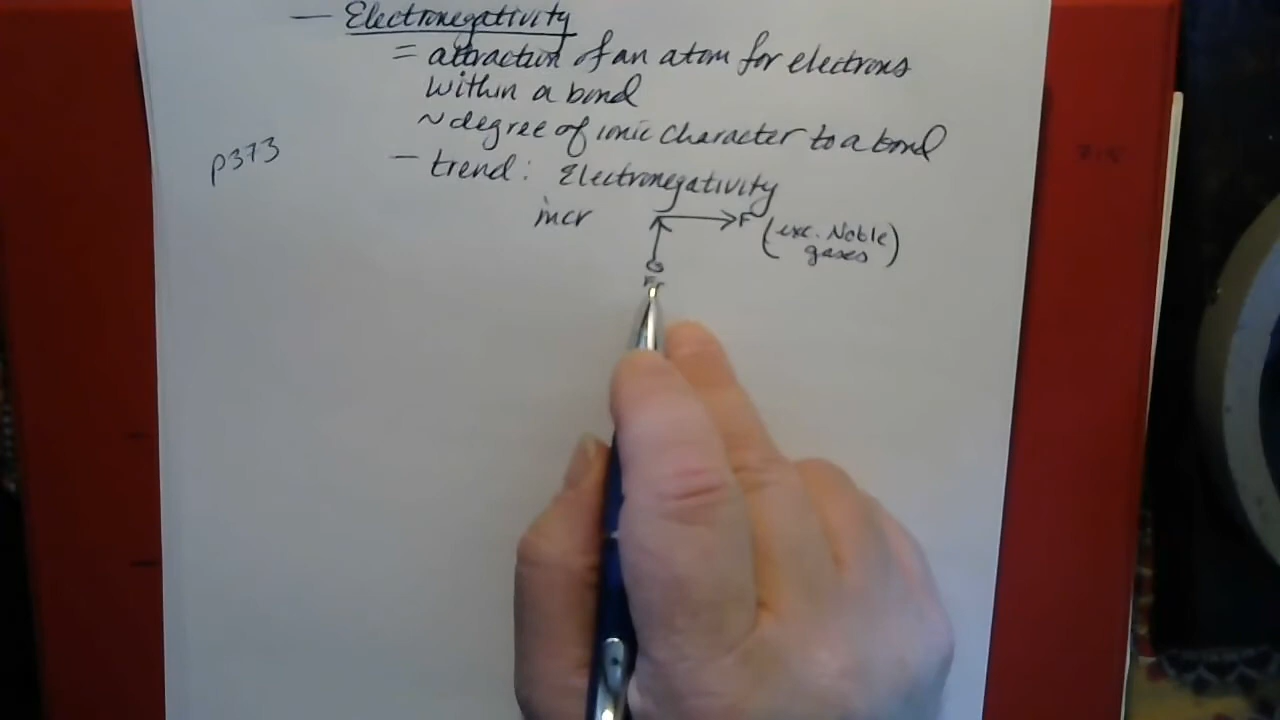 — Electronegativity
= attraction of an atom for electrons
within a bond
~ degree of ionic character to a bond
p373
— trend: Electronegativity
incr → F (exc. Noble gases)
Fr